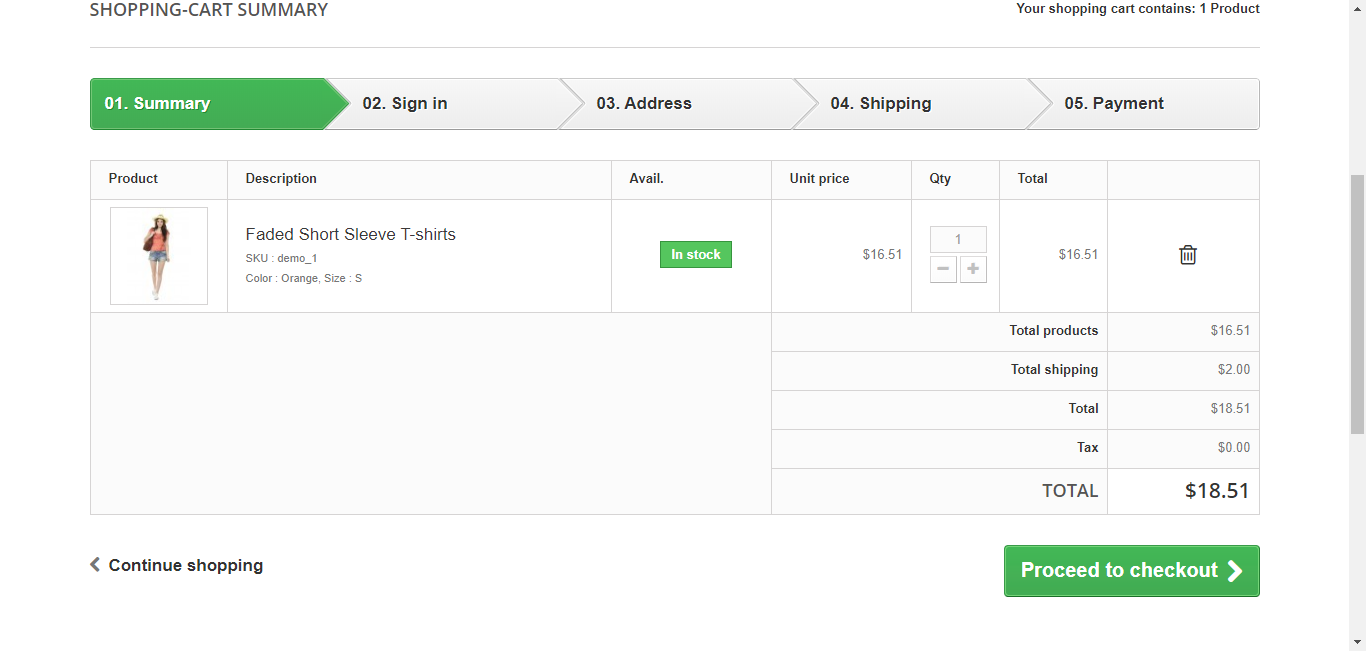 SHOPPING-CART SUMMARY
Your shopping cart contains: 1 Product
01. Summary
02. Sign in
03. Address
04. Shipping
05. Payment
Product
Description
Avail.
Unit price
Qty
Total
Faded Short Sleeve T-shirts
SKU : demo_1
Color : Orange, Size : S
In stock
$16.51
1
$16.51
Total products
$16.51
Total shipping
$2.00
Total
$18.51
Tax
$0.00
TOTAL
$18.51
Continue shopping
Proceed to checkout